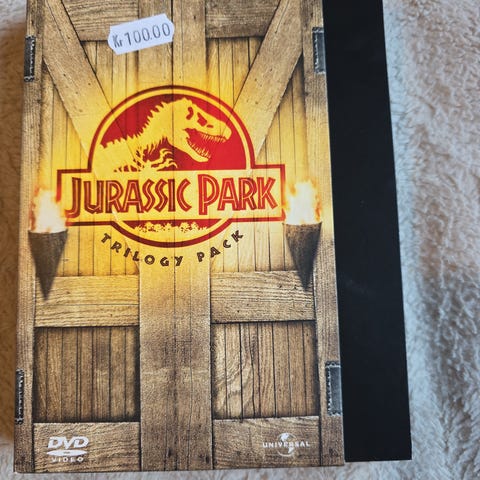 Kr 100.00
JURASSIC PARK
TRILOGY PACK
DVD
VIDEO
UNIVERSAL